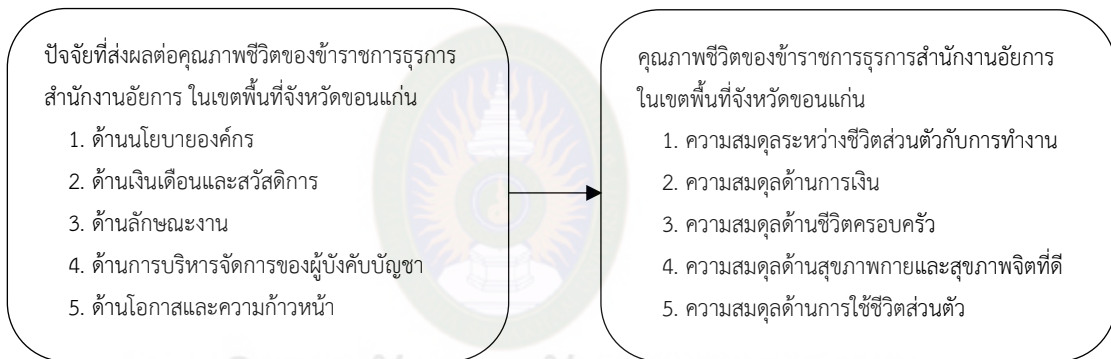 ปัจจัยที่ส่งผลต่อคุณภาพชีวิตของข้าราชการธุรการ
สำนักงานอัยการ ในเขตพื้นที่จังหวัดขอนแก่น
1. ด้านนโยบายองค์กร
2. ด้านเงินเดือนและสวัสดิการ
3. ด้านลักษณะงาน
4. ด้านการบริหารจัดการของผู้บังคับบัญชา
5. ด้านโอกาสและความก้าวหน้า
คุณภาพชีวิตของข้าราชการธุรการสำนักงานอัยการ
ในเขตพื้นที่จังหวัดขอนแก่น
1. ความสมดุลระหว่างชีวิตส่วนตัวกับการทำงาน
2. ความสมดุลด้านการเงิน
3. ความสมดุลด้านชีวิตครอบครัว
4. ความสมดุลด้านสุขภาพกายและสุขภาพจิตที่ดี
5. ความสมดุลด้านการใช้ชีวิตส่วนตัว